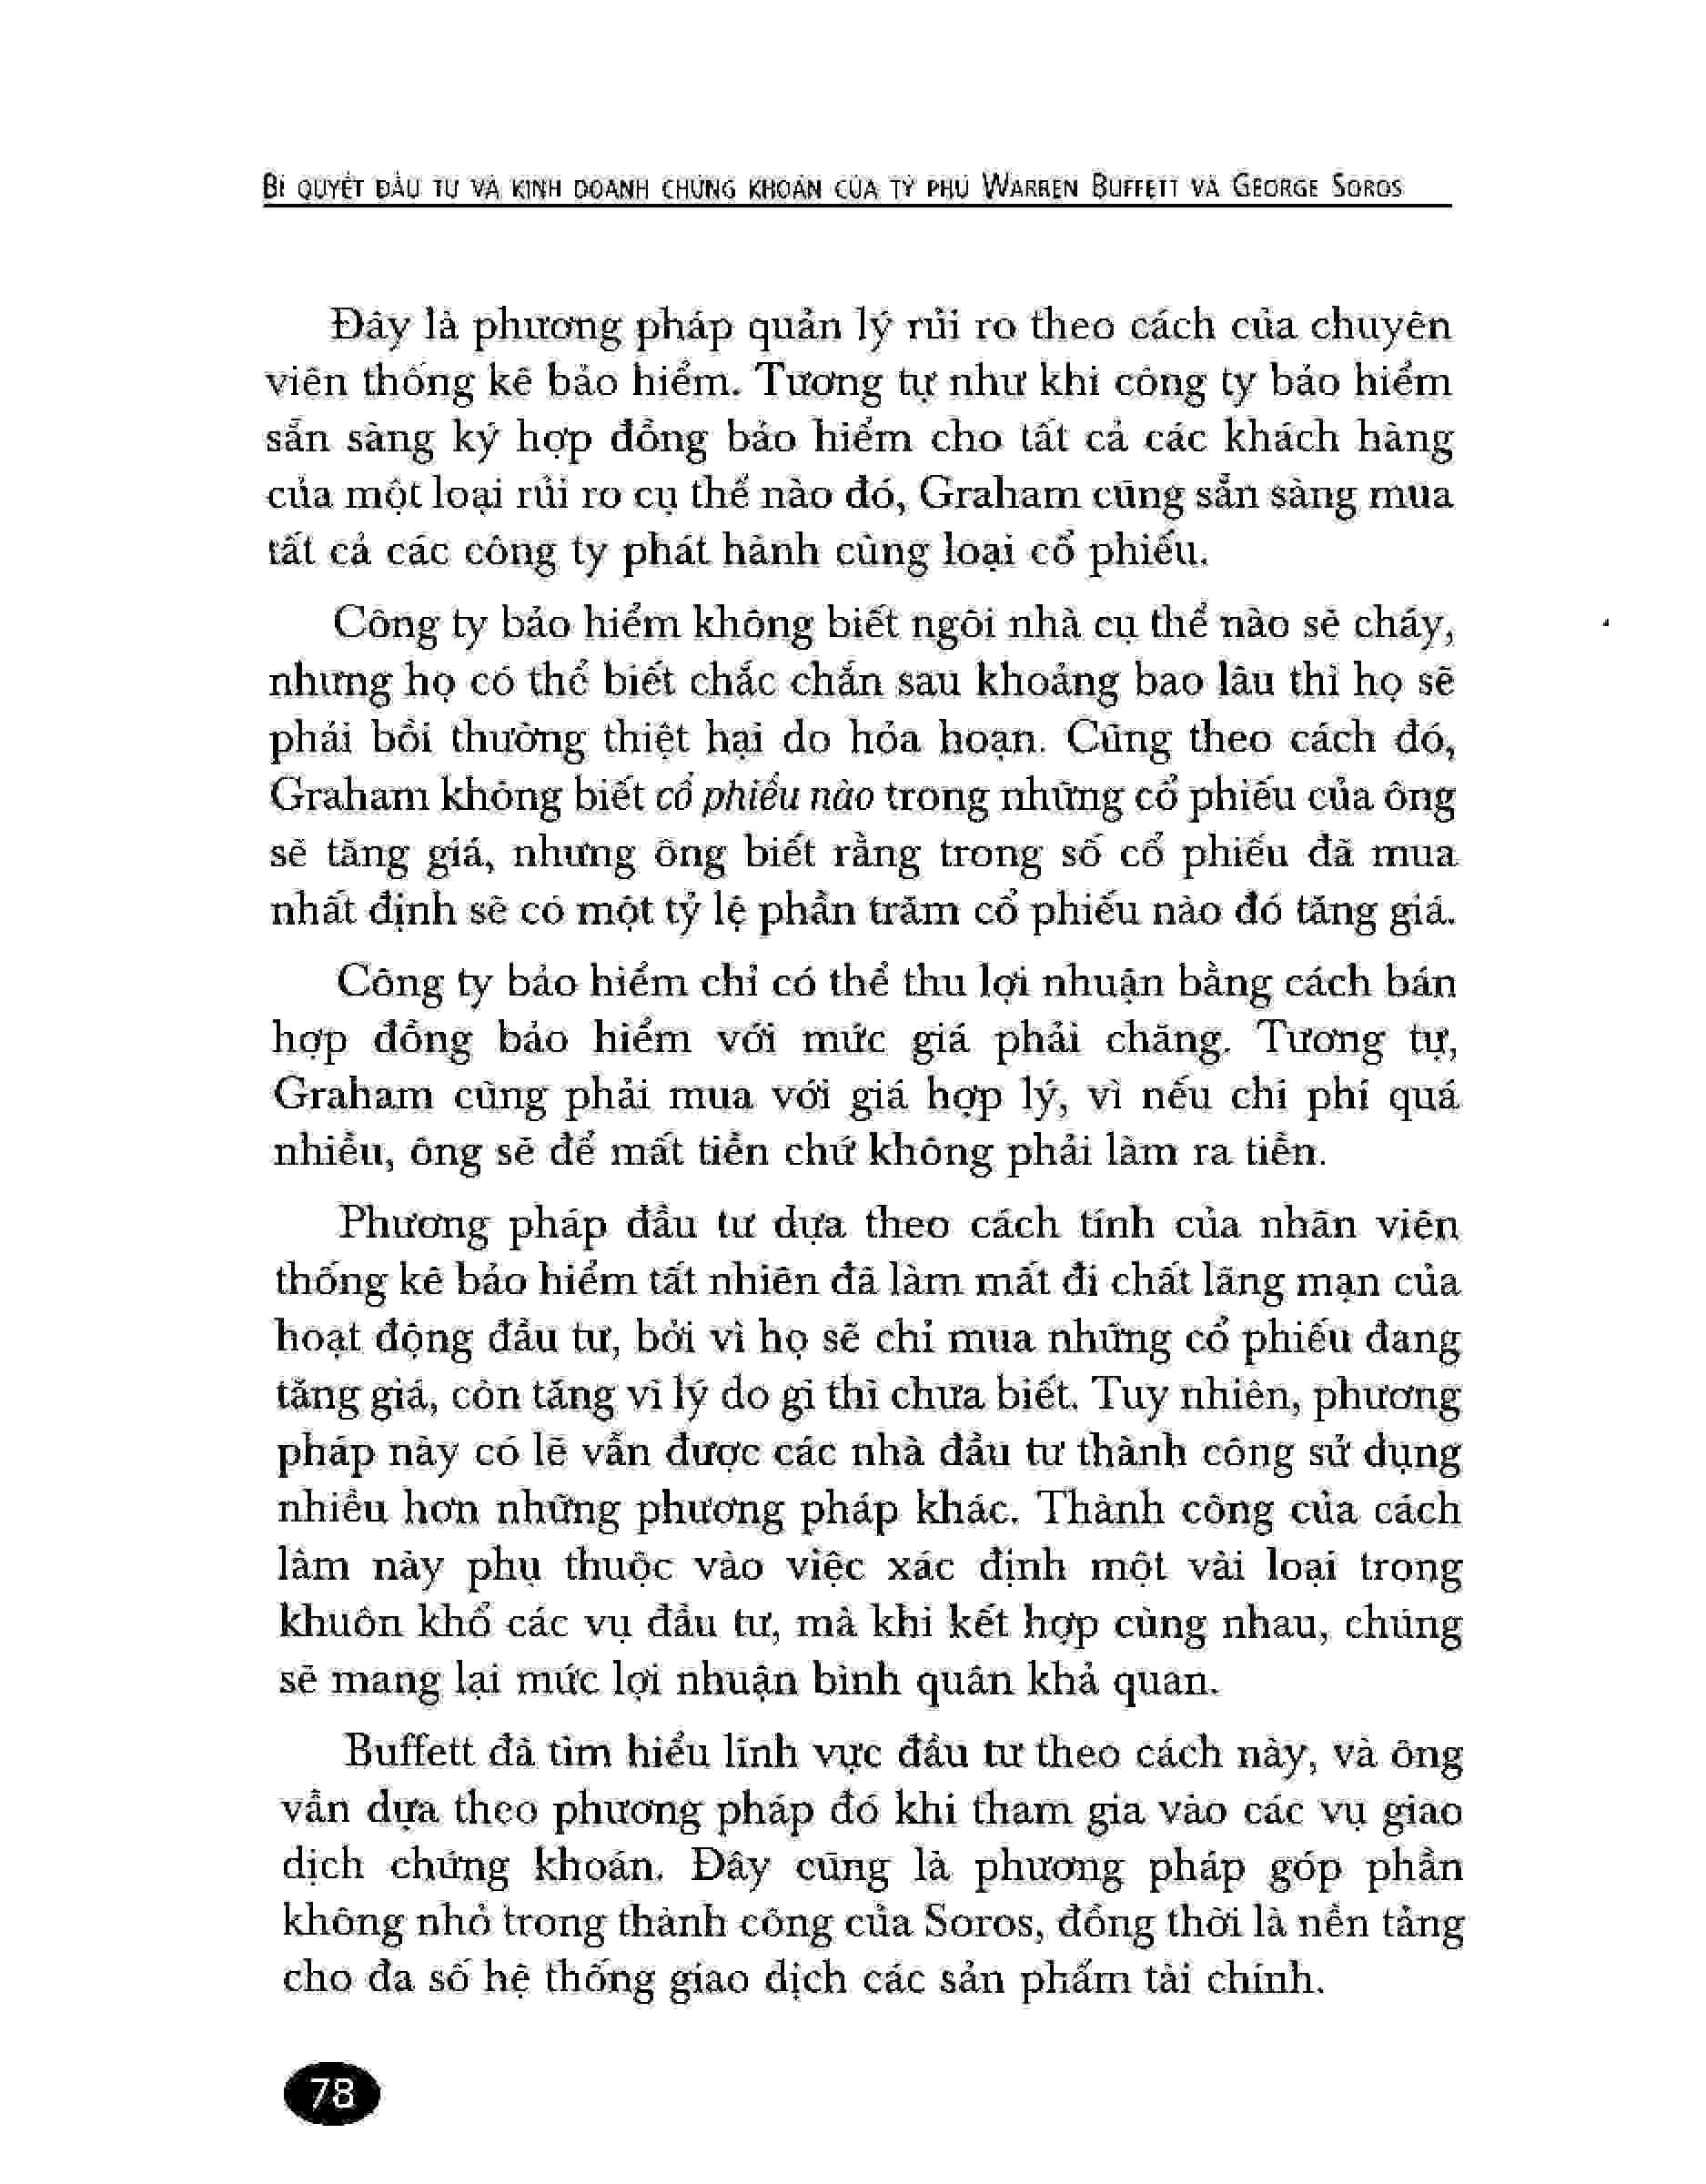 BÍ QUYẾT ĐẦU TƯ VÀ KINH DOANH CHỨNG KHOÁN CỦA TỶ PHÚ WARREN BUFFETT VÀ GEORGE SOROS
Đây là phương pháp quản lý rủi ro theo cách của chuyên
viên thống kê bảo hiểm. Tương tự như khi công ty bảo hiểm
sẵn sàng ký hợp đồng bảo hiểm cho tất cả các khách hàng
của một loại rủi ro cụ thể nào đó, Graham cũng sẵn sàng mua
tất cả các công ty phát hành cùng loại cổ phiếu.
Công ty bảo hiểm không biết ngôi nhà cụ thể nào sẽ cháy,
nhưng họ có thể biết chắc chắn sau khoảng bao lâu thì họ sẽ
phải bồi thường thiệt hại do hỏa hoạn. Cũng theo cách đó,
Graham không biết cổ phiếu nào trong những cổ phiếu của ông
sẽ tăng giá, nhưng ông biết rằng trong số cổ phiếu đã mua
nhất định sẽ có một tỷ lệ phần trăm cổ phiếu nào đó tăng giá.
Công ty bảo hiểm chỉ có thể thu lợi nhuận bằng cách bán
hợp đồng bảo hiểm với mức giá phải chăng. Tương tự,
Graham cũng phải mua với giá hợp lý, vì nếu chi phí quá
nhiều, ông sẽ để mất tiền chứ không phải làm ra tiền.
Phương pháp đầu tư dựa theo cách tính của nhân viên
thống kê bảo hiểm tất nhiên đã làm mất đi chất lãng mạn của
hoạt động đầu tư, bởi vì họ sẽ chỉ mua những cổ phiếu đang
tăng giá, còn tăng vì lý do gì thì chưa biết. Tuy nhiên, phương
pháp này có lẽ vẫn được các nhà đầu tư thành công sử dụng
nhiều hơn những phương pháp khác. Thành công của cách
làm này phụ thuộc vào việc xác định một vài loại trong
khuôn khổ các vụ đầu tư, mà khi kết hợp cùng nhau, chúng
sẽ mang lại mức lợi nhuận bình quân khả quan.
Buffett đã tìm hiểu lĩnh vực đầu tư theo cách này, và ông
vẫn dựa theo phương pháp đó khi tham gia vào các vụ giao
dịch chứng khoán. Đây cũng là phương pháp góp phần
không nhỏ trong thành công của Soros, đồng thời là nền tảng
cho đa số hệ thống giao dịch các sản phẩm tài chính.
78